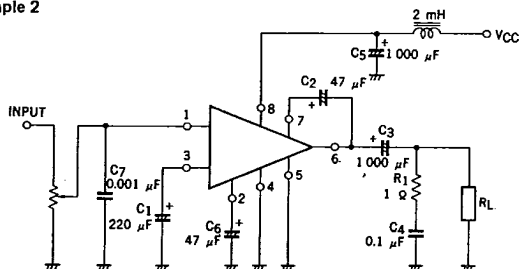 ple 2
2 mH
VCC
C5 + 1 000 µF
C2 47 µF
+
INPUT
1
8
7
3
6
+ C3
1 000 µF
5
4
2
C7
0.001 µF
220 µF
C1 +
C6 +
47 µF
R1
1 Ω
RL
C4
0.1 µF